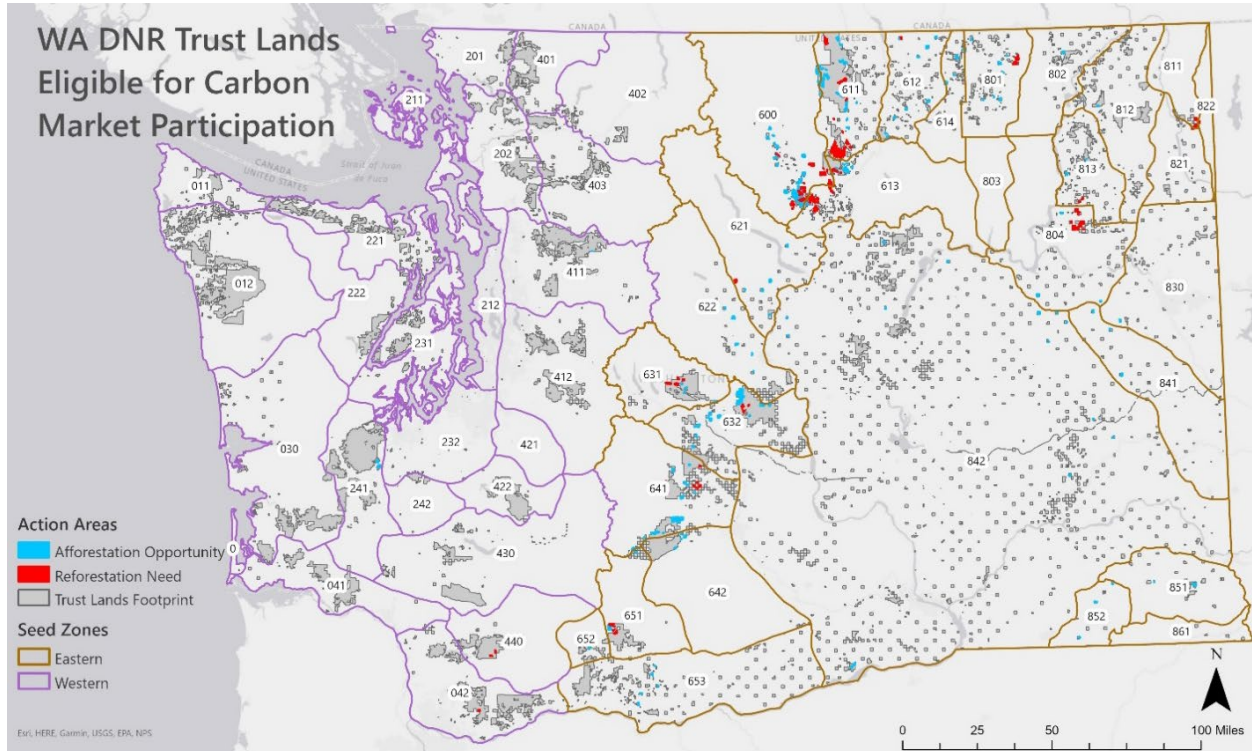 WA DNR Trust Lands
Eligible for Carbon
Market Participation
CANADA
CANADA
UNITED STATES
201
401
402
211
600
611
612
614
801
802
811
812
822
202
403
613
803
813
821
Strait of Juan
de Fuca
CANADA
UNITED STATES
011
221
621
804
012
222
212
411
622
830
231
412
631
632
841
030
232
421
842
241
242
422
641
430
0
041
642
651
652
851
852
861
440
042
653
Action Areas
Afforestation Opportunity
Reforestation Need
Trust Lands Footprint
Seed Zones
Eastern
Western
Esri, HERE, Garmin, USGS, EPA, NPS
N
0 25 50 100 Miles